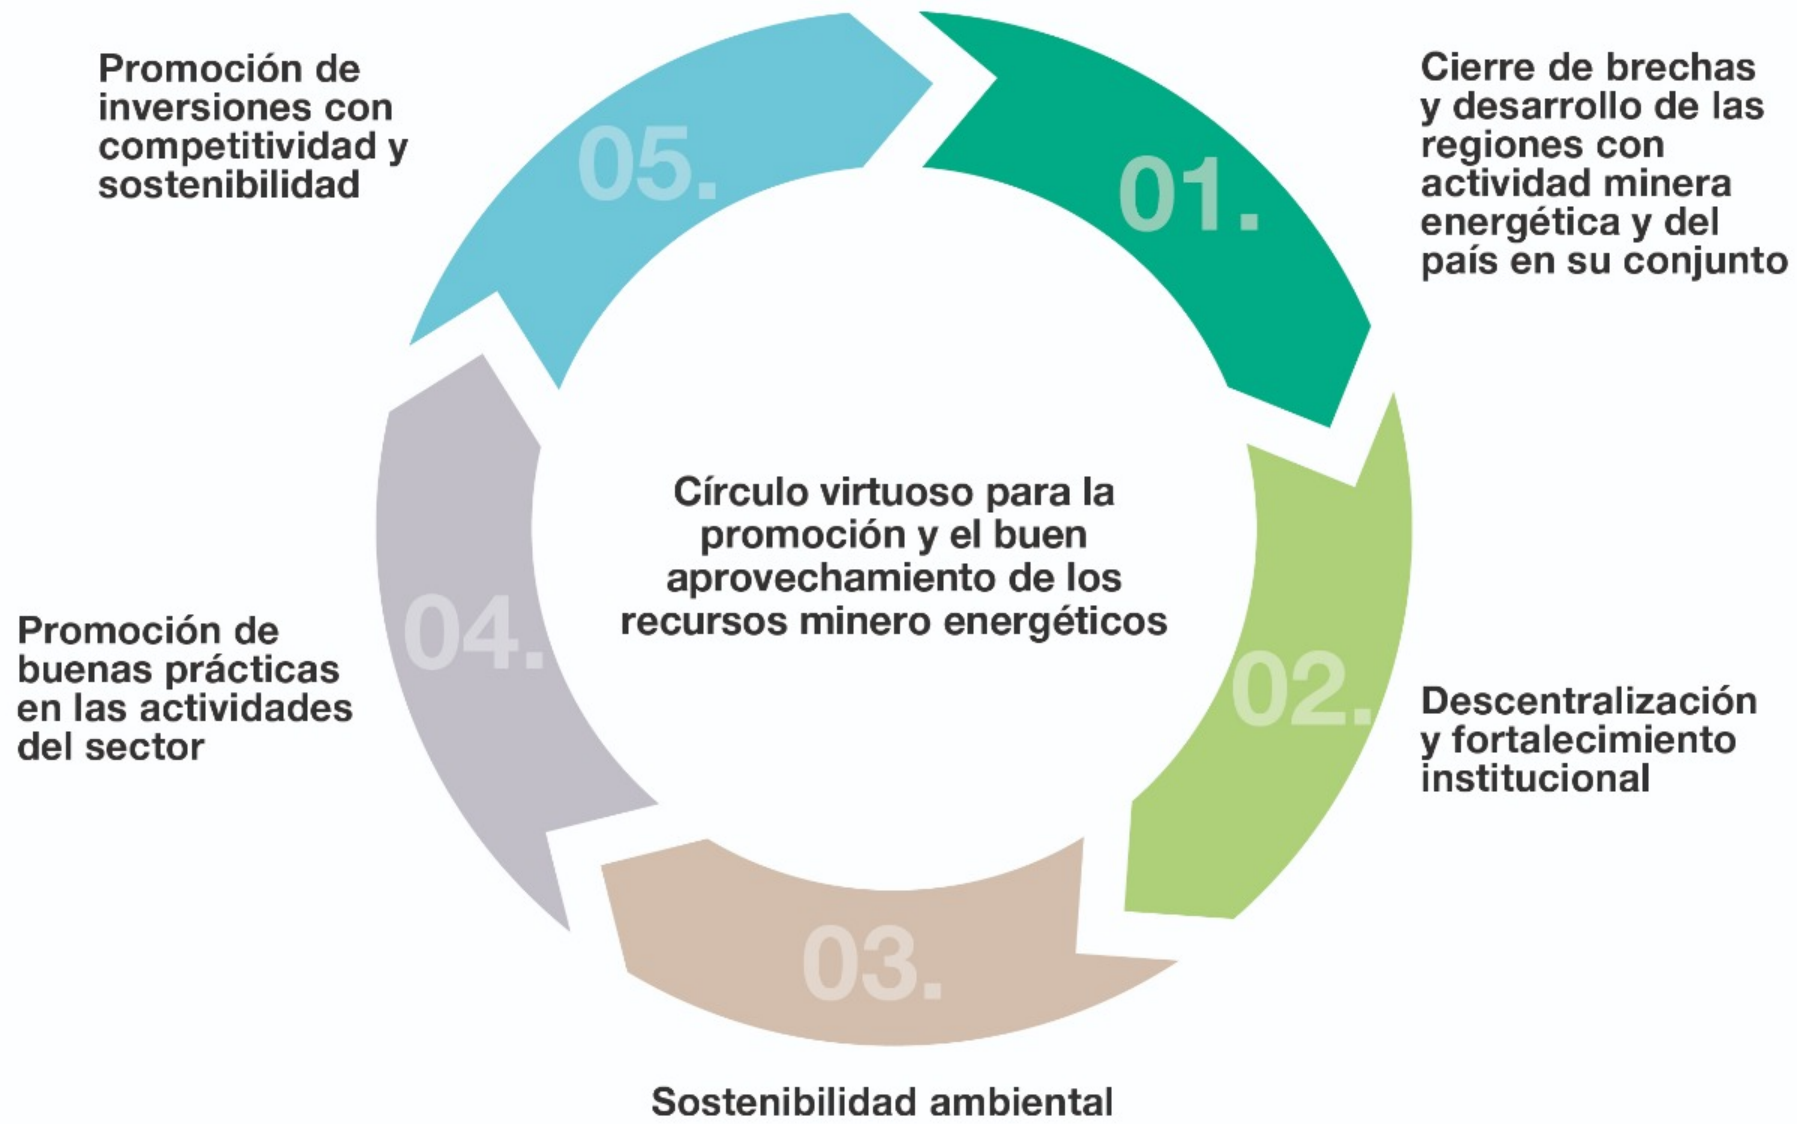 Promoción de
inversiones con
competitividad y
sostenibilidad
05.
01.
Cierre de brechas
y desarrollo de las
regiones con
actividad minera
energética y del
país en su conjunto
Círculo virtuoso para la
promoción y el buen
aprovechamiento de los
recursos minero energéticos
Promoción de
buenas prácticas
en las actividades
del sector
04.
02.
Descentralización
y fortalecimiento
institucional
03.
Sostenibilidad ambiental